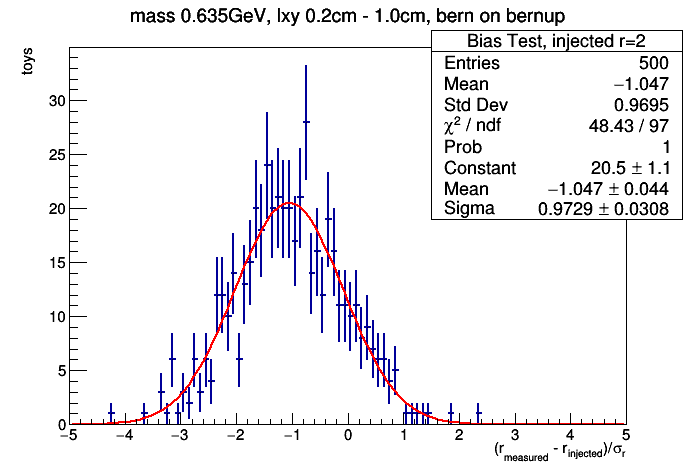 mass 0.635GeV, lxy 0.2cm - 1.0cm, bern on bernup
Bias Test, injected r=2
Entries 500
Mean −1.047
Std Dev 0.9695
χ² / ndf 48.43 / 97
Prob 1
Constant 20.5 ± 1.1
Mean −1.047 ± 0.044
Sigma 0.9729 ± 0.0308
toys
30
25
20
15
10
5
0
−5 −4 −3 −2 −1 0 1 2 3 4 5
(r_measured - r_injected)/σ_r